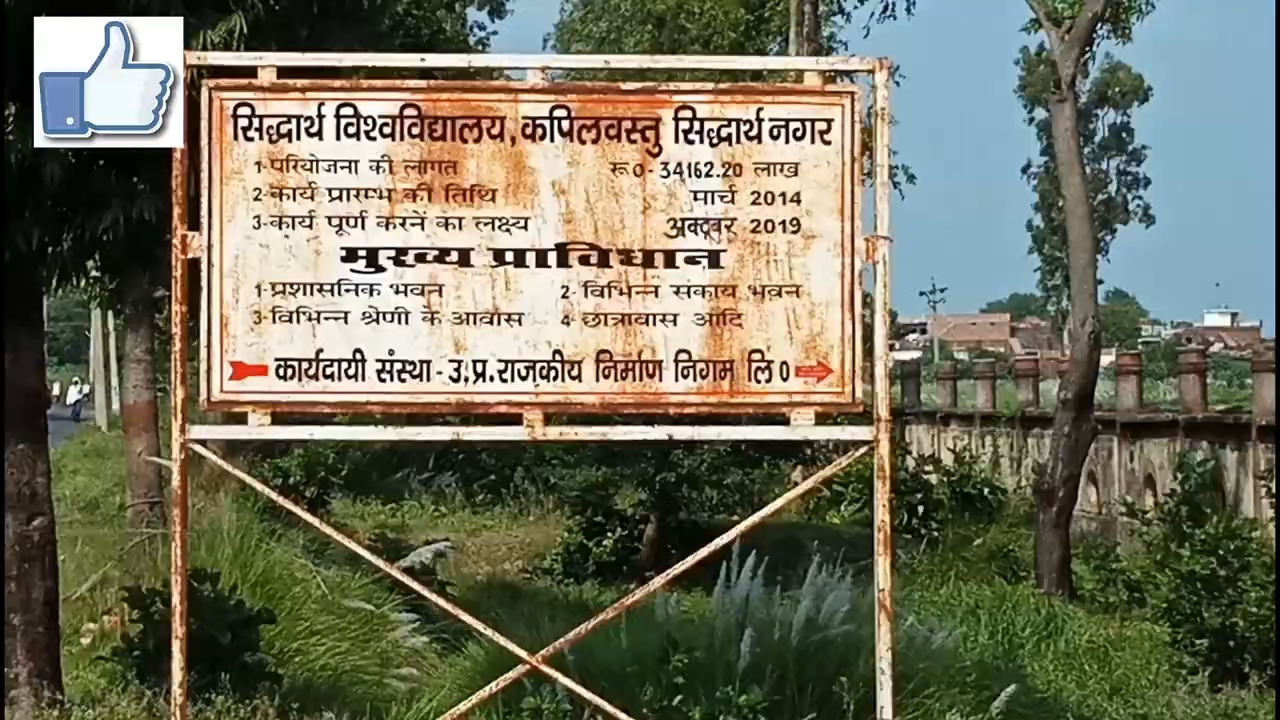 सिद्धार्थ विश्वविद्यालय,कपिलवस्तु सिद्धार्थ नगर
1-परियोजना की लागत रू0- 34162.20 लाख
2-कार्य प्रारम्भ की तिथि मार्च 2014
3-कार्य पूर्ण करनें का लक्ष्य अक्टूबर 2019
मुख्य प्राविधान
1-प्रशासनिक भवन 2- विभिन्न संकाय भवन
3-विभिन्न श्रेणी के आवास 4- छात्रावास आदि
कार्यदायी संस्था - उ.प्र.राजकीय निर्माण निगम लि0